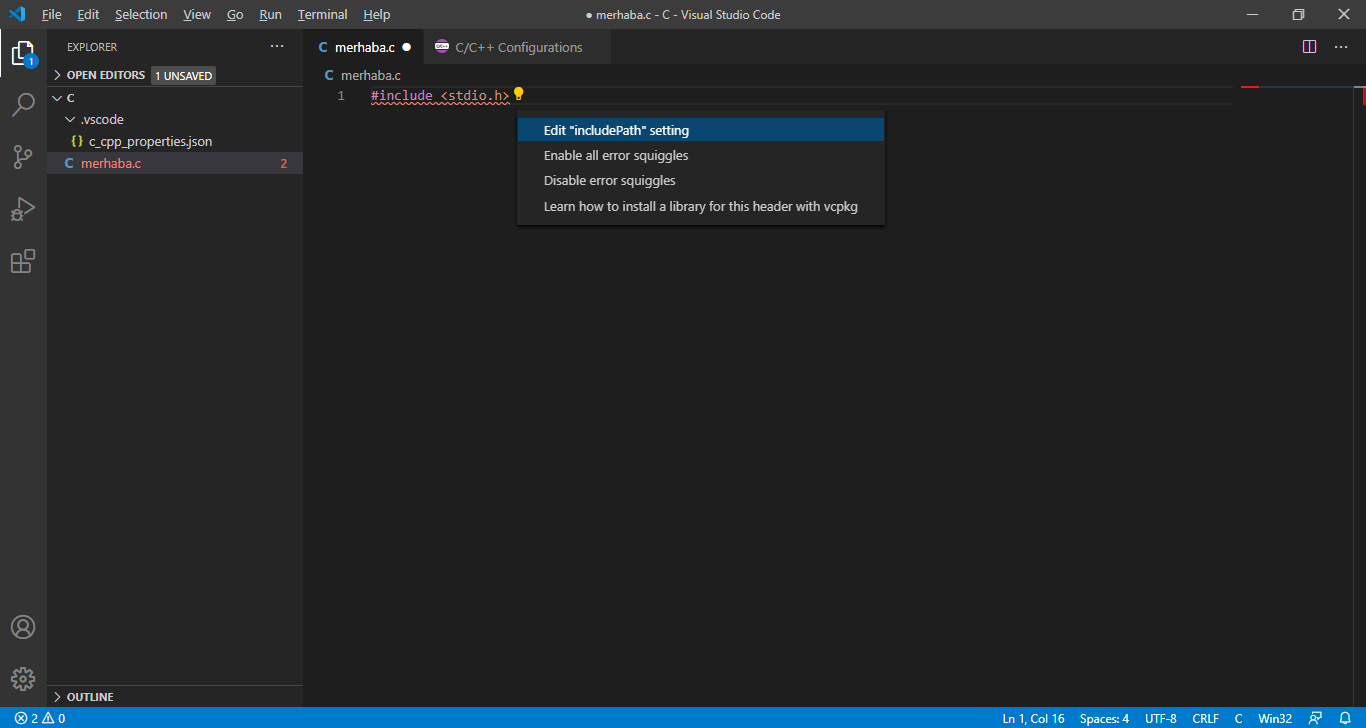 File Edit Selection View Go Run Terminal Help
● merhaba.c - C - Visual Studio Code
EXPLORER
1
OPEN EDITORS 1 UNSAVED
C
.vscode
{} c_cpp_properties.json
C merhaba.c 2
OUTLINE
C merhaba.c ●
C/C++ C/C++ Configurations
C merhaba.c
1 #include <stdio.h>
Edit "includePath" setting
Enable all error squiggles
Disable error squiggles
Learn how to install a library for this header with vcpkg
2 0
Ln 1, Col 16 Spaces: 4 UTF-8 CRLF C Win32